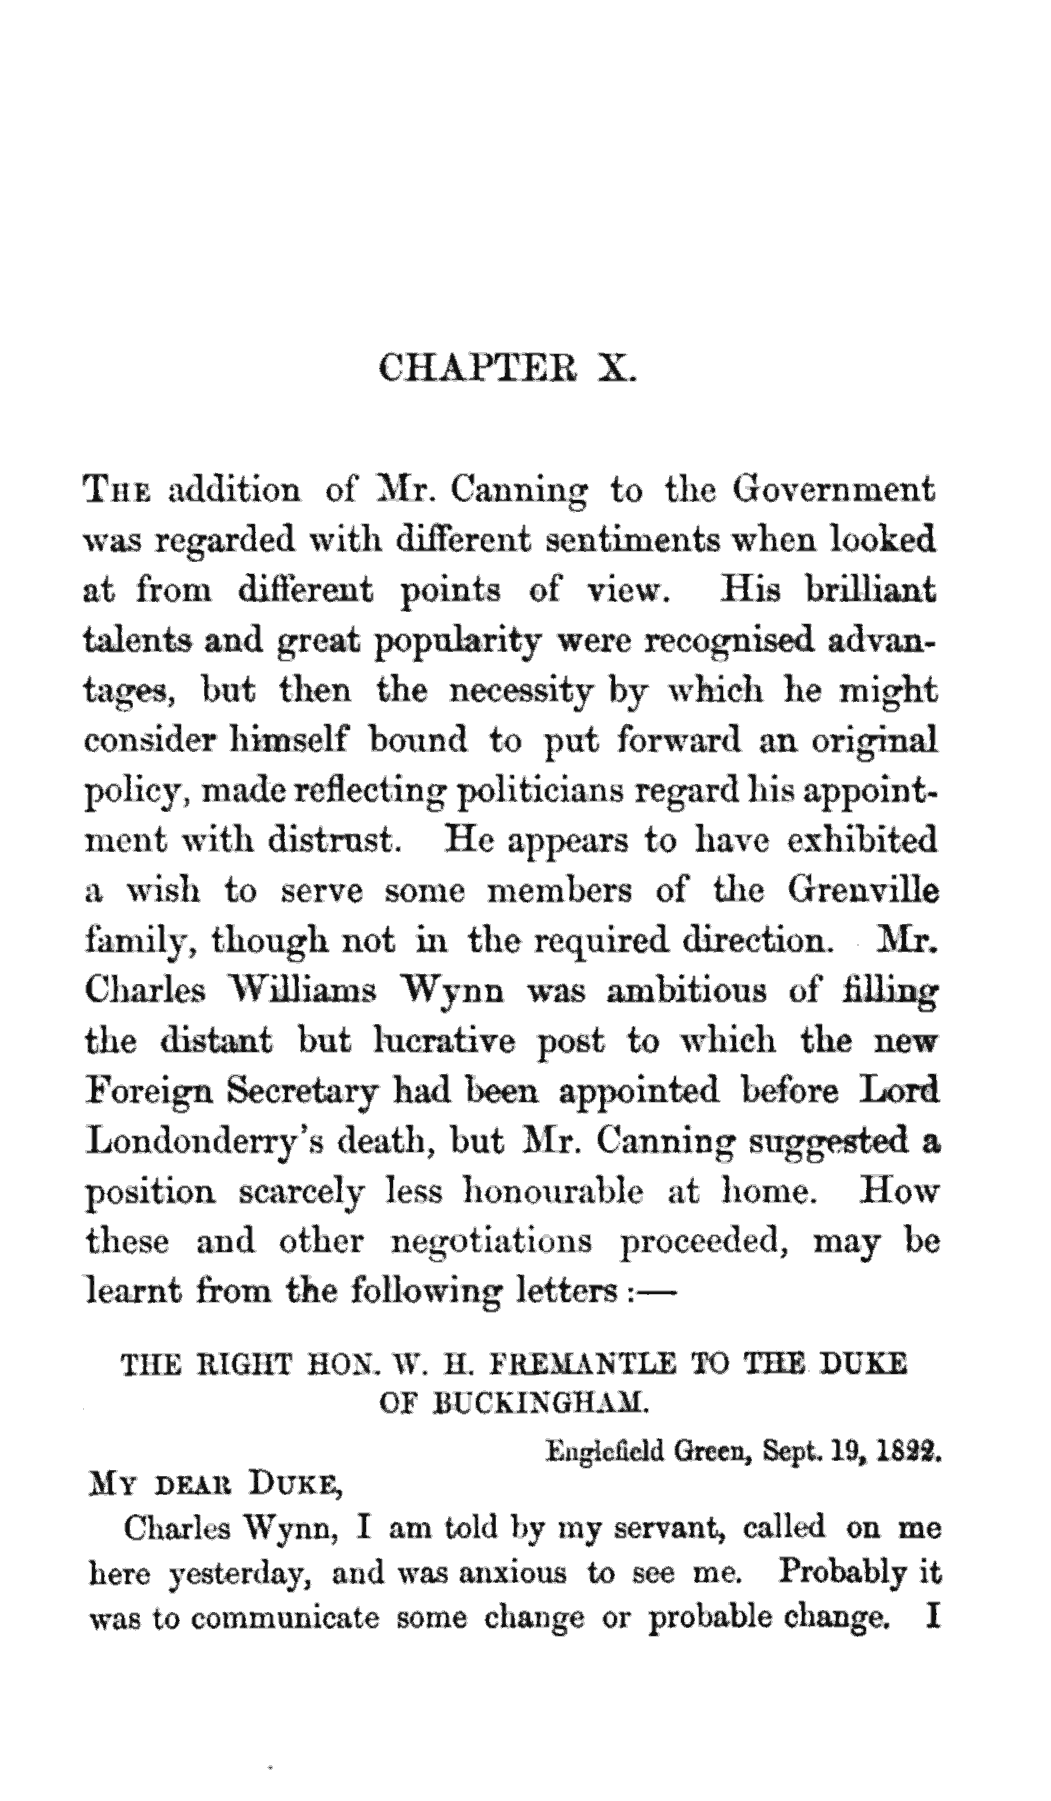 CHAPTER X.
THE addition of Mr. Canning to the Government
was regarded with different sentiments when looked
at from different points of view. His brilliant
talents and great popularity were recognised advan-
tages, but then the necessity by which he might
consider himself bound to put forward an original
policy, made reflecting politicians regard his appoint-
ment with distrust. He appears to have exhibited
a wish to serve some members of the Grenville
family, though not in the required direction. Mr.
Charles Williams Wynn was ambitious of filling
the distant but lucrative post to which the new
Foreign Secretary had been appointed before Lord
Londonderry's death, but Mr. Canning suggested a
position scarcely less honourable at home. How
these and other negotiations proceeded, may be
learnt from the following letters :—
THE RIGHT HON. W. H. FREMANTLE TO THE DUKE
OF BUCKINGHAM.
Englefield Green, Sept. 19, 1822.
MY DEAR DUKE,
Charles Wynn, I am told by my servant, called on me
here yesterday, and was anxious to see me. Probably it
was to communicate some change or probable change. I